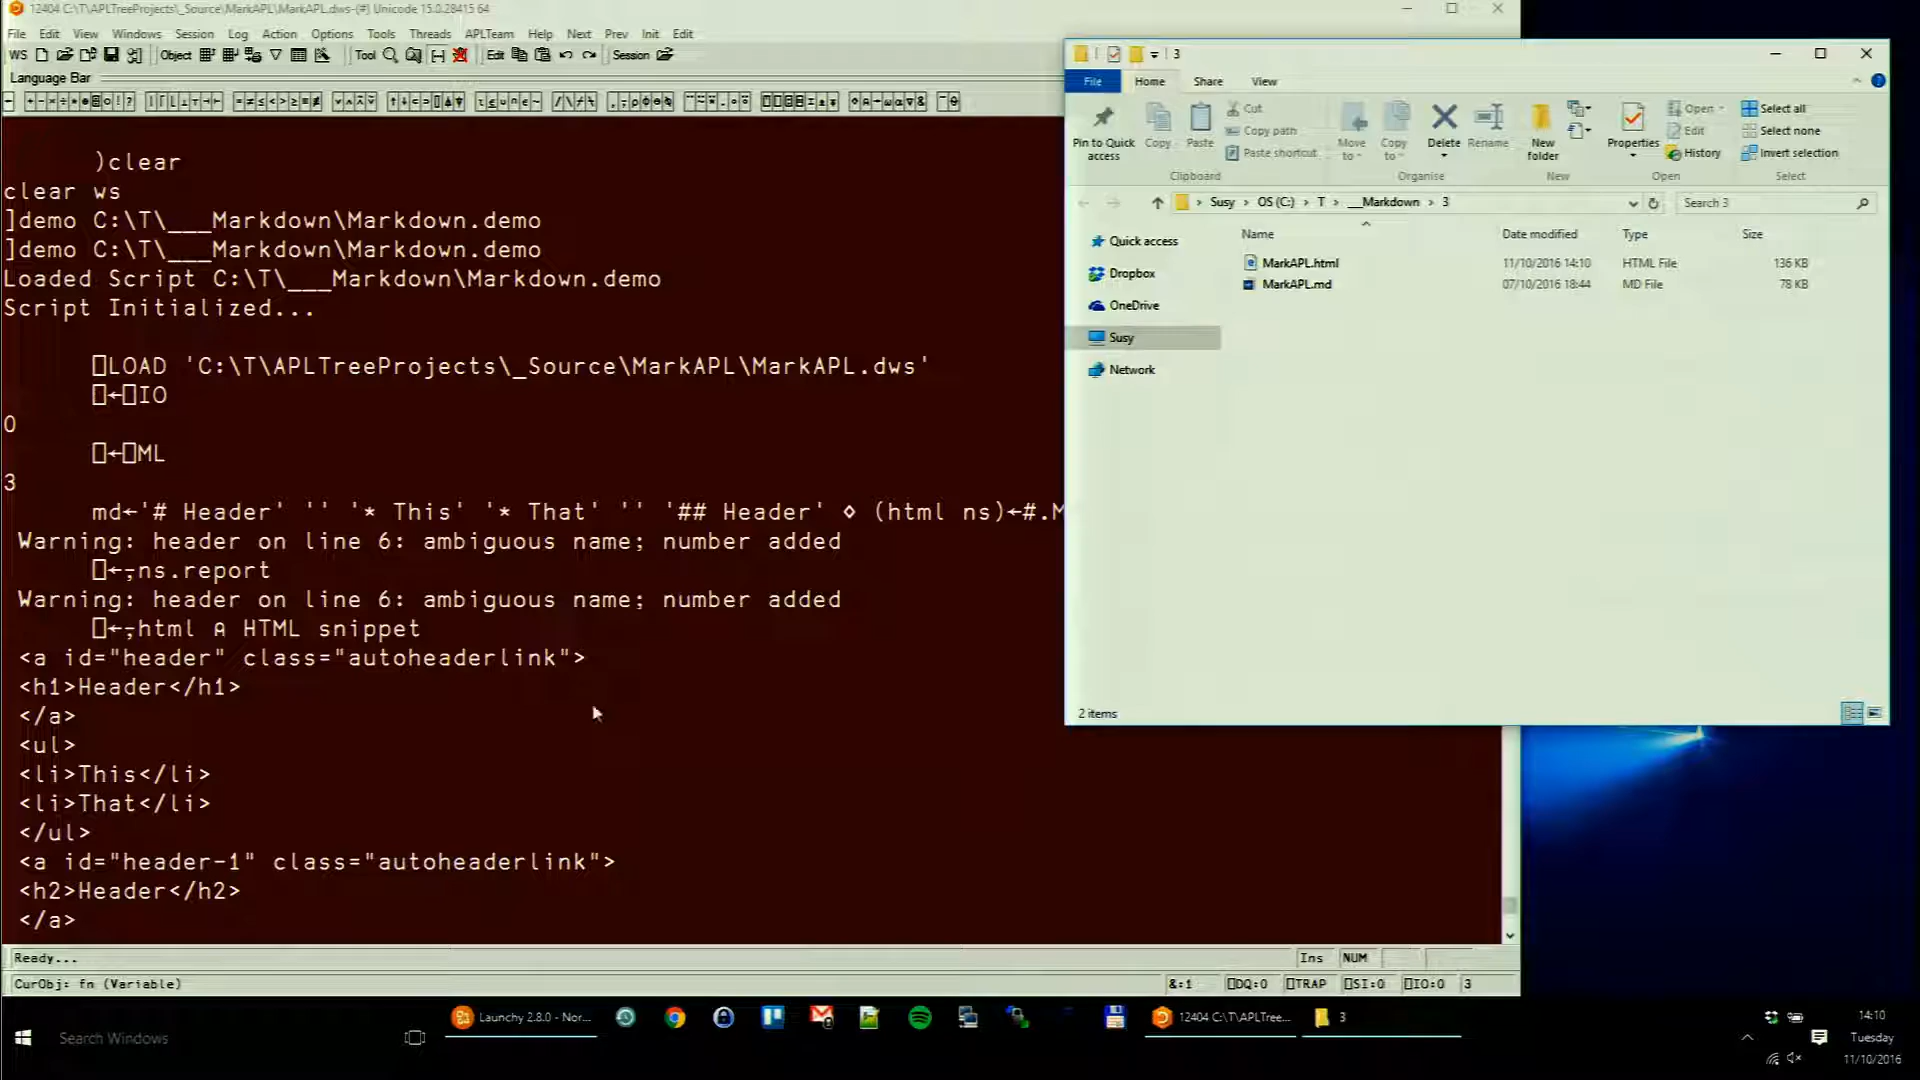 12404 C:\T\APLTreeProjects\_Source\MarkAPL\MarkAPL.dws-(#) Unicode 15.0.28415 64
File Edit View Windows Session Log Action Options Tools Threads APLTeam Help Next Prev Init Edit
WS Object Tool Edit Session
Language Bar
)clear
clear ws
]demo C:\T\___Markdown\Markdown.demo
]demo C:\T\___Markdown\Markdown.demo
Loaded Script C:\T\___Markdown\Markdown.demo
Script Initialized...
⎕LOAD 'C:\T\APLTreeProjects\_Source\MarkAPL\MarkAPL.dws'
⎕←⎕IO
0
⎕←⎕ML
3
md←'# Header' '' '* This' '* That' '' '## Header' ⋄ (html ns)←#.M
Warning: header on line 6: ambiguous name; number added
⎕←⍪ns.report
Warning: header on line 6: ambiguous name; number added
⎕←⍪html ⍝ HTML snippet
<a id="header" class="autoheaderlink">
<h1>Header</h1>
</a>
<ul>
<li>This</li>
<li>That</li>
</ul>
<a id="header-1" class="autoheaderlink">
<h2>Header</h2>
</a>
Ready...
Ins NUM
CurObj: fn (Variable)
&:1 ⎕DQ:0 ⎕TRAP ⎕SI:0 ⎕IO:0 3
3
File Home Share View
Pin to Quick access
Copy
Paste
Cut
Copy path
Paste shortcut
Move to
Copy to
Delete
Rename
New folder
Properties
Open
Edit
History
Select all
Select none
Invert selection
Clipboard Organise New Open Select
Susy > OS (C:) > T > __Markdown > 3
Search 3
Name Date modified Type Size
MarkAPL.html 11/10/2016 14:10 HTML File 136 KB
MarkAPL.md 07/10/2016 18:44 MD File 78 KB
Quick access
Dropbox
OneDrive
Susy
Network
2 items
Search Windows
Launchy 2.8.0 - Nor...
12404 C:\T\APLTree...
3
14:10
Tuesday
11/10/2016